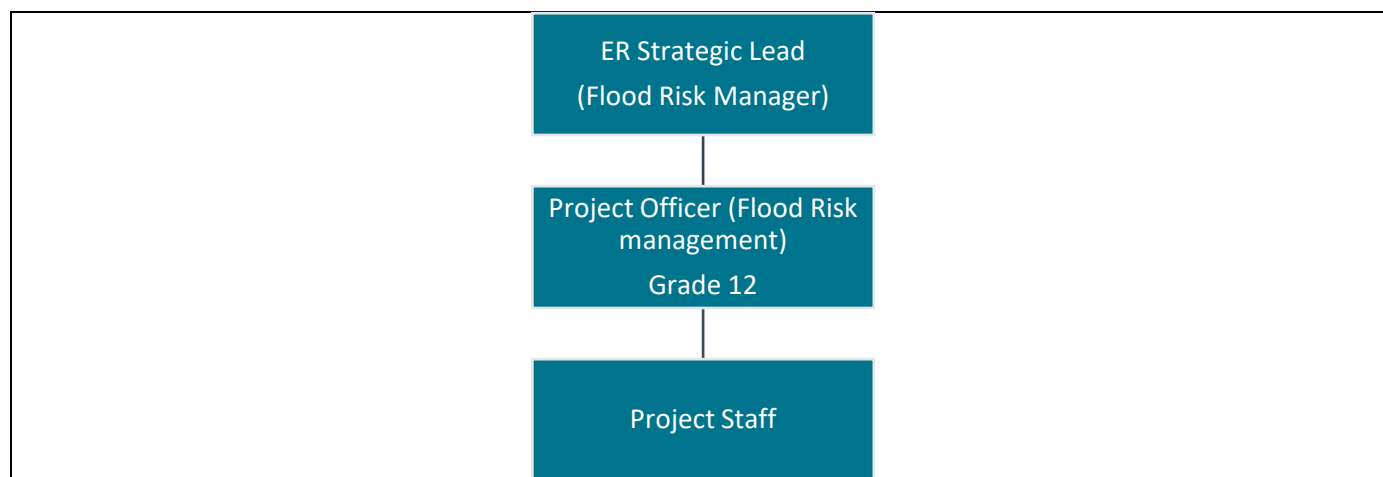 ER Strategic Lead
(Flood Risk Manager)
Project Officer (Flood Risk
management)
Grade 12
Project Staff